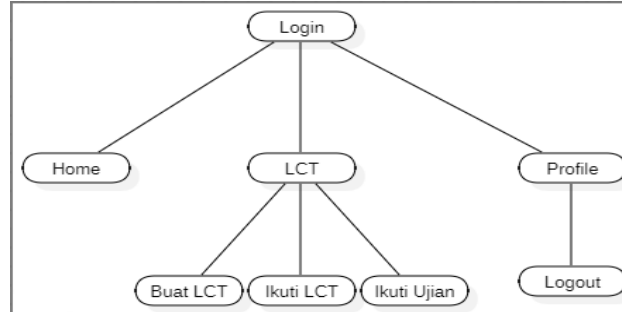 Login
Home
LCT
Profile
Buat LCT
Ikuti LCT
Ikuti Ujian
Logout